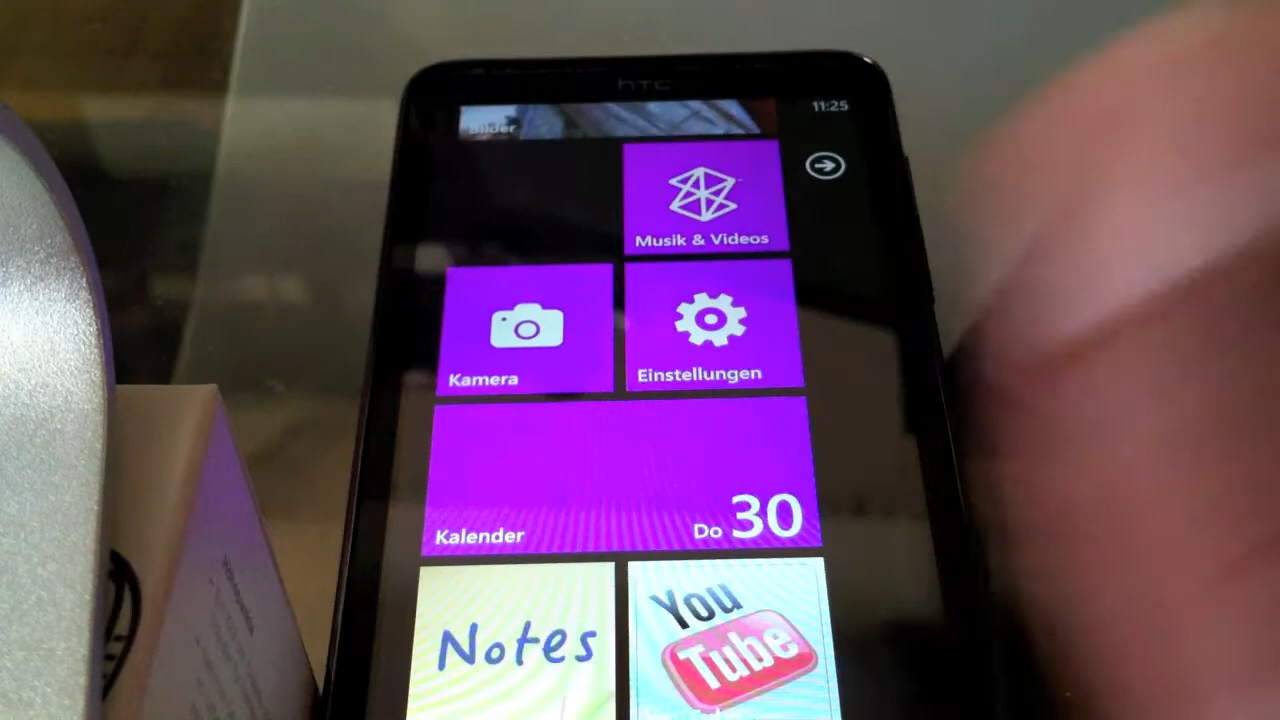 hTC
11:25
Bilder
Musik & Videos
Kamera
Einstellungen
Kalender
Do 30
Notes
You
Tube